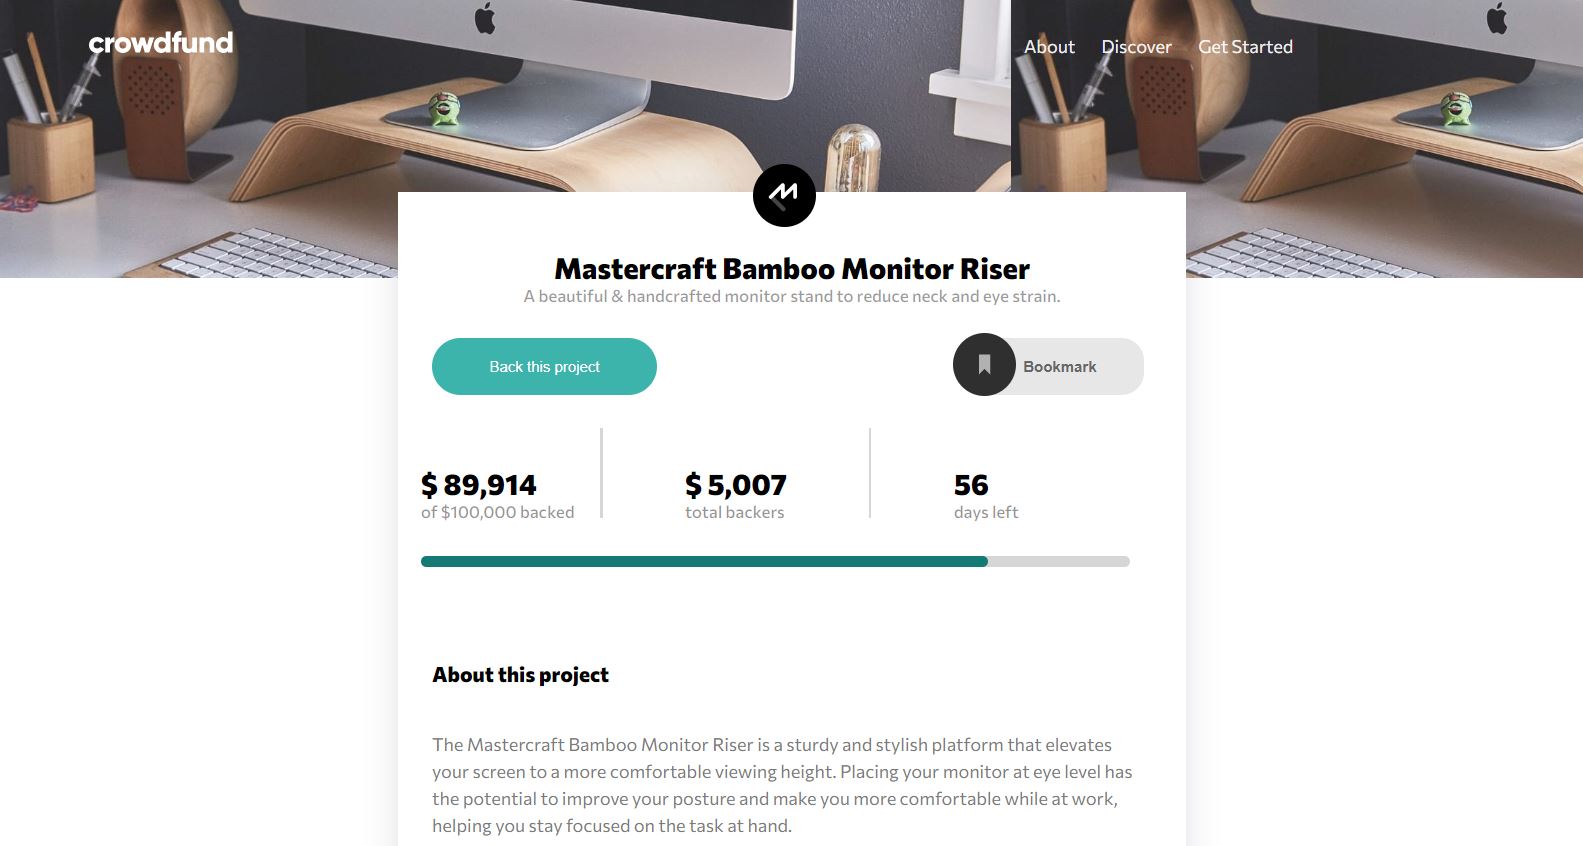 crowdfund
About Discover Get Started
Mastercraft Bamboo Monitor Riser
A beautiful & handcrafted monitor stand to reduce neck and eye strain.
Back this project
Bookmark
$ 89,914
of $100,000 backed
$ 5,007
total backers
56
days left
About this project
The Mastercraft Bamboo Monitor Riser is a sturdy and stylish platform that elevates
your screen to a more comfortable viewing height. Placing your monitor at eye level has
the potential to improve your posture and make you more comfortable while at work,
helping you stay focused on the task at hand.